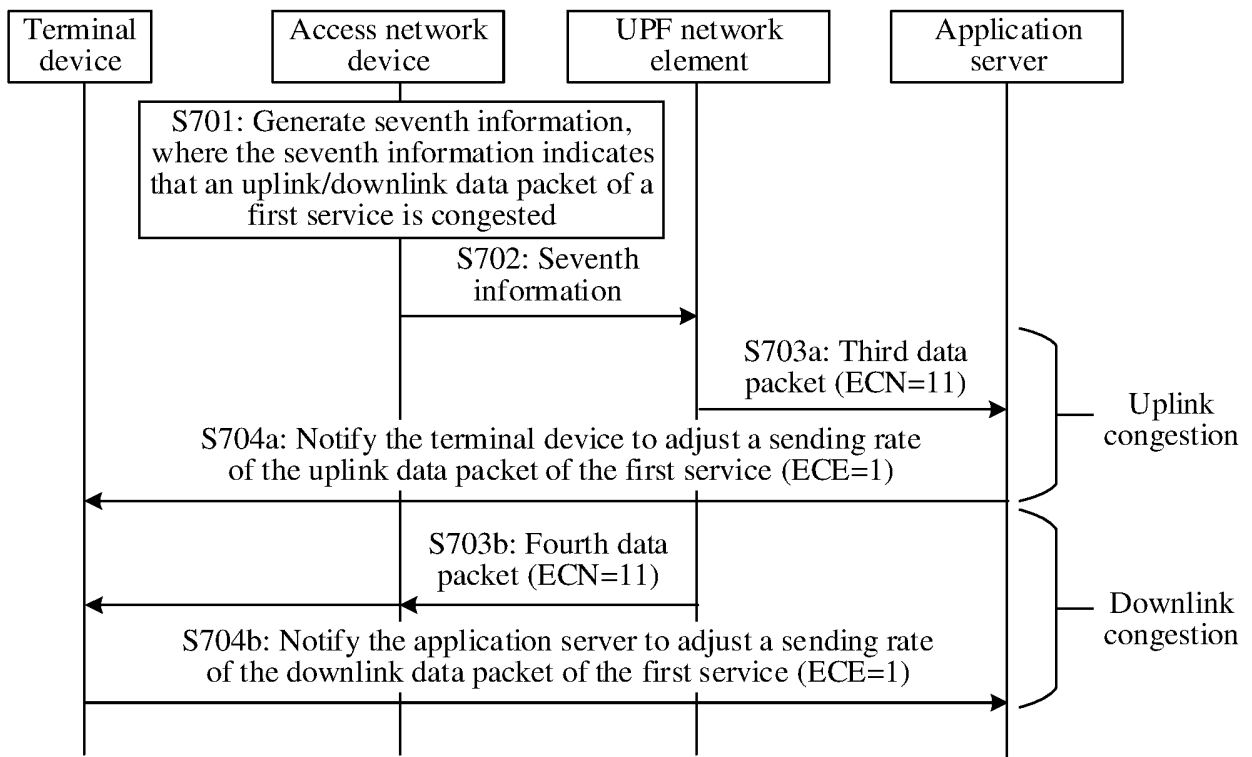 Terminal
device
Access network
device
UPF network
element
Application
server
S701: Generate seventh information,
where the seventh information indicates
that an uplink/downlink data packet of a
first service is congested
S702: Seventh
information
S703a: Third data
packet (ECN=11)
Uplink
congestion
S704a: Notify the terminal device to adjust a sending rate
of the uplink data packet of the first service (ECE=1)
S703b: Fourth data
packet (ECN=11)
Downlink
congestion
S704b: Notify the application server to adjust a sending rate
of the downlink data packet of the first service (ECE=1)